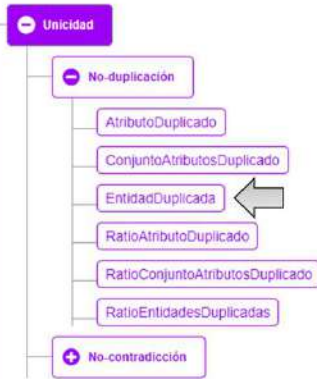 Unicidad
No-duplicación
AtributoDuplicado
ConjuntoAtributosDuplicado
EntidadDuplicada
RatioAtributoDuplicado
RatioConjuntoAtributosDuplicado
RatioEntidadesDuplicadas
No-contradicción